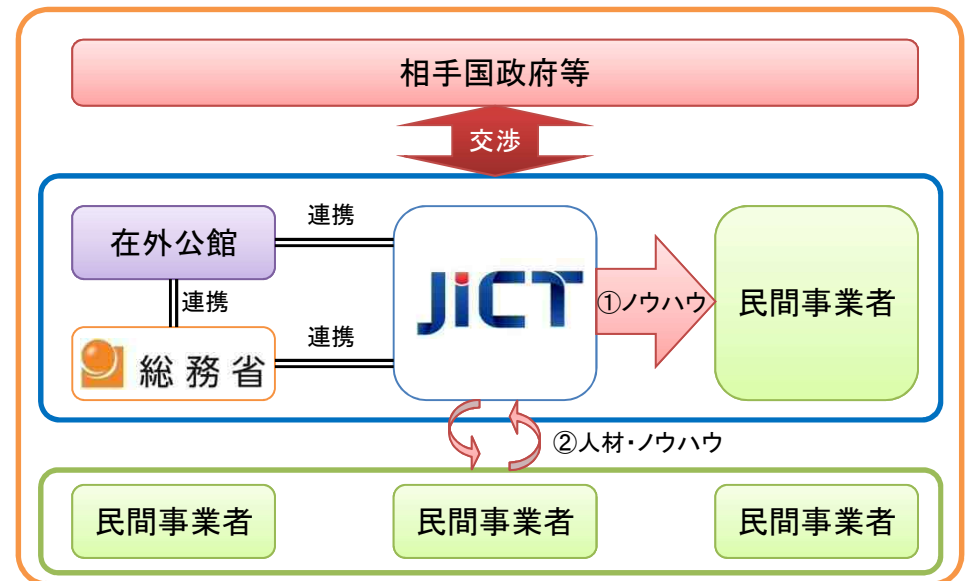 相手国政府等
交渉
在外公館
連携
連携
総務省
連携
JICT
①ノウハウ
民間事業者
②人材・ノウハウ
民間事業者
民間事業者
民間事業者